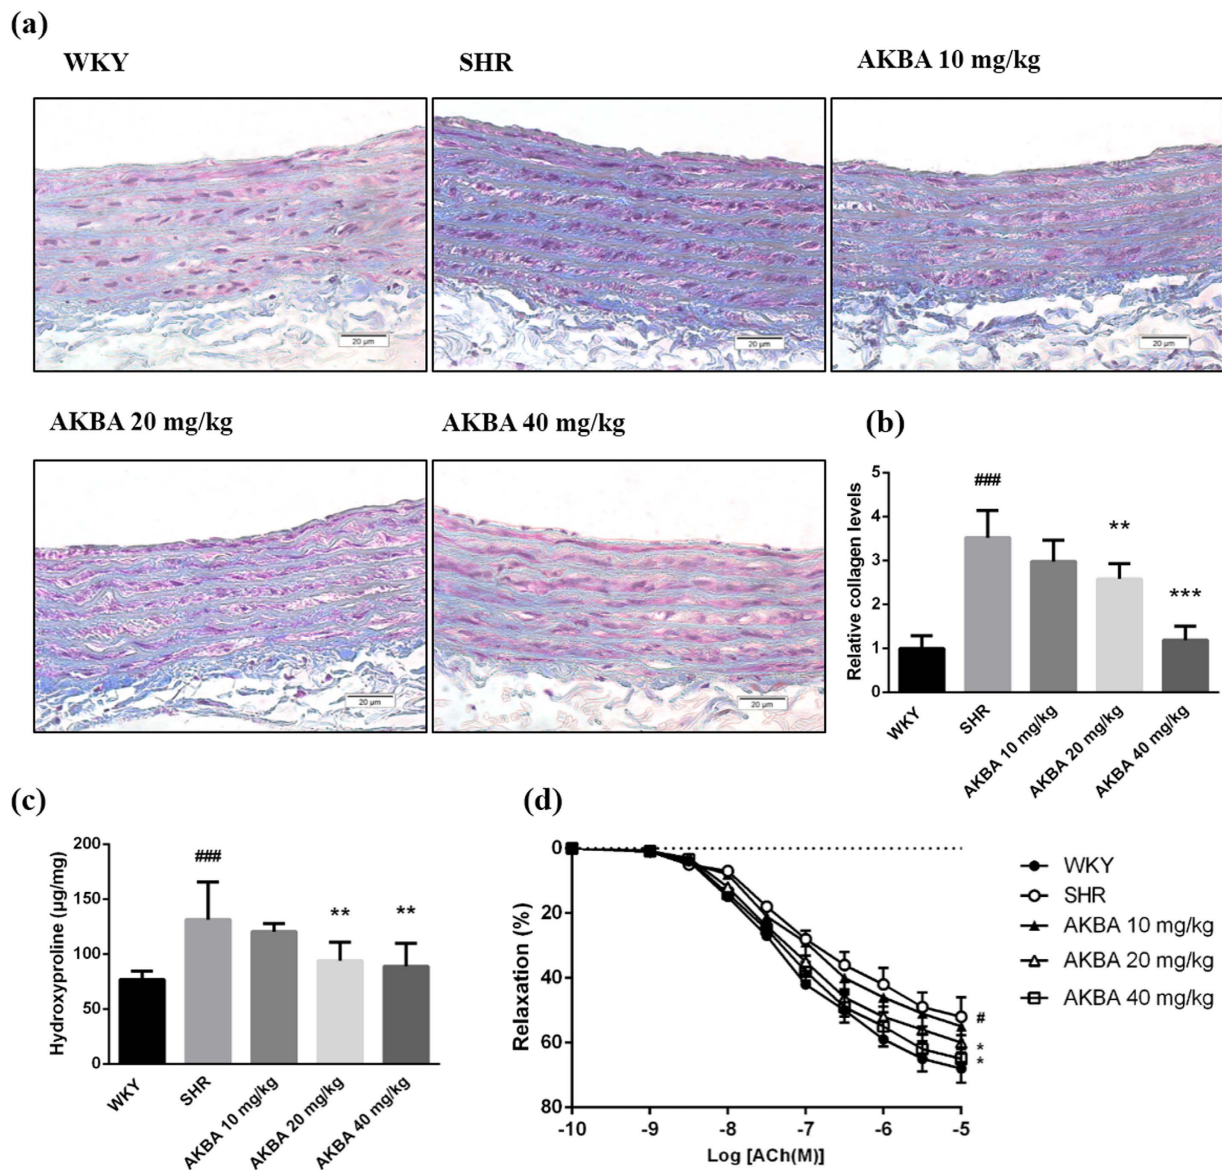 (a)
WKY
SHR
AKBA 10 mg/kg
20 μm
20 μm
20 μm
AKBA 20 mg/kg
AKBA 40 mg/kg
20 μm
20 μm
(b)
Relative collagen levels
5
4
3
2
1
0
###
**
***
WKY
SHR
AKBA 10 mg/kg
AKBA 20 mg/kg
AKBA 40 mg/kg
(c)
Hydroxyproline (μg/mg)
200
150
100
50
0
###
**
**
WKY
SHR
AKBA 10 mg/kg
AKBA 20 mg/kg
AKBA 40 mg/kg
(d)
Relaxation (%)
0
20
40
60
80
-10
-9
-8
-7
-6
-5
Log [ACh(M)]
#
*
*
WKY
SHR
AKBA 10 mg/kg
AKBA 20 mg/kg
AKBA 40 mg/kg